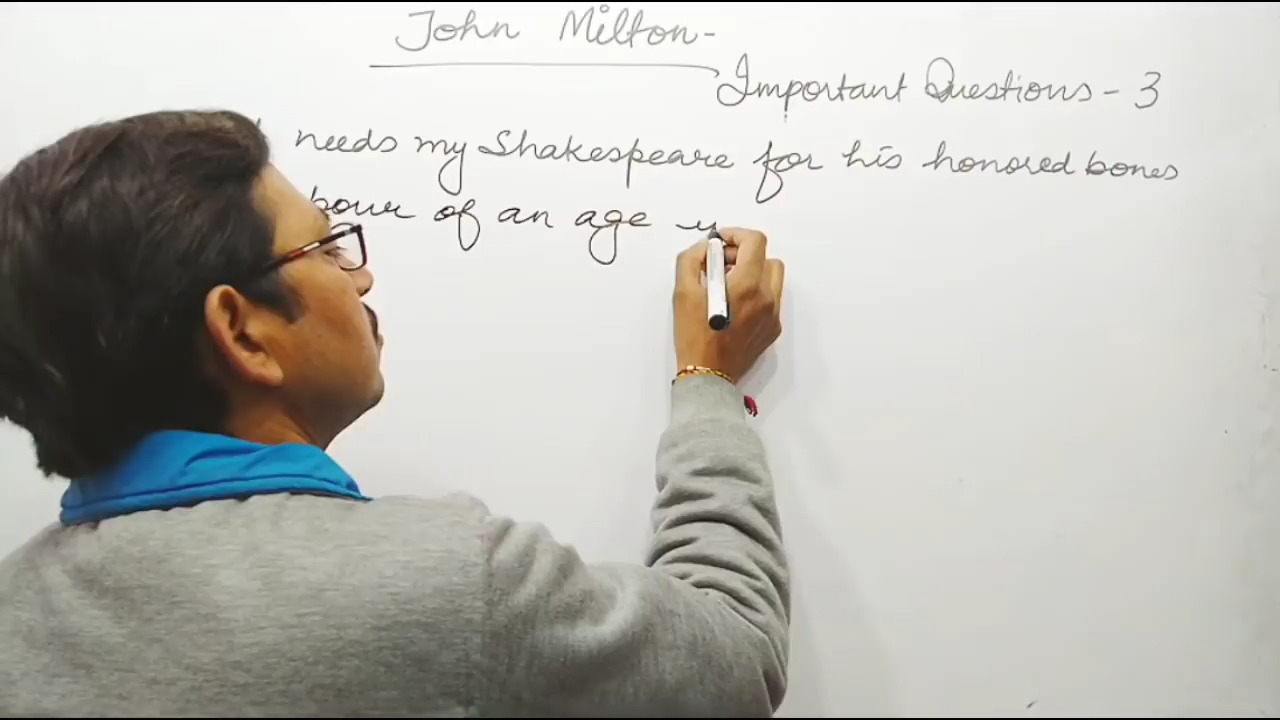 John Milton-
Important Questions - 3
needs my Shakespeare for his honored bones
bour of an age